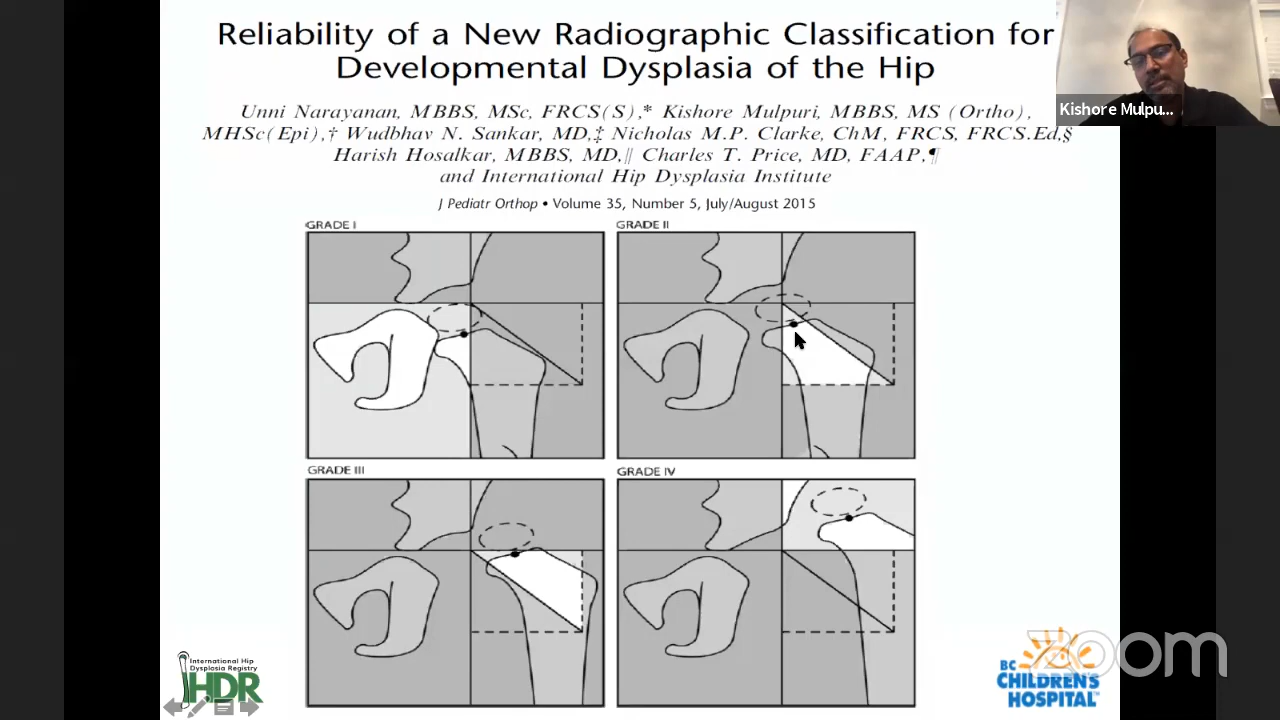 Reliability of a New Radiographic Classification for
Developmental Dysplasia of the Hip
Unni Narayanan, MBBS, MSc, FRCS(S),* Kishore Mulpuri, MBBS, MS (Ortho),
MHSc(Epi),† Wudbhav N. Sankar, MD,‡ Nicholas M.P. Clarke, ChM, FRCS, FRCS.Ed,§
Harish Hosalkar, MBBS, MD,|| Charles T. Price, MD, FAAP,¶
and International Hip Dysplasia Institute
J Pediatr Orthop • Volume 35, Number 5, July/August 2015
Kishore Mulpu...
GRADE I
GRADE II
GRADE III
GRADE IV
International Hip
Dysplasia Registry
IHDR
BC
CHILDREN'S
HOSPITAL
zoom